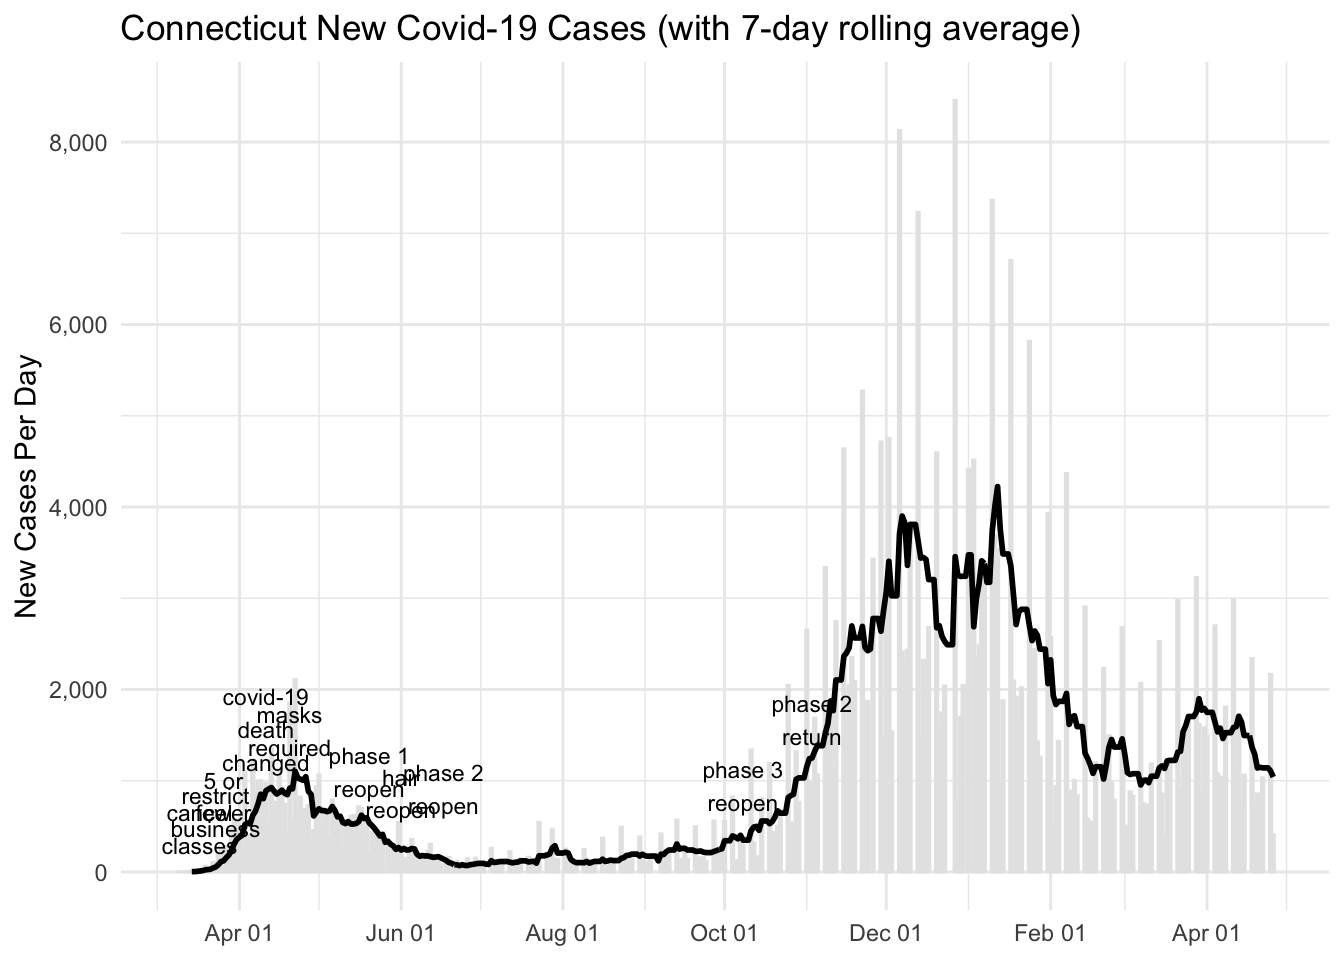 Connecticut New Covid-19 Cases (with 7-day rolling average)
New Cases Per Day
8,000
6,000
4,000
2,000
0
covid-19
death
changed
masks
required
5 or
fewer
restrict
business
cancel
classes
phase 1
reopen
hair
reopen
phase 2
reopen
phase 3
reopen
phase 2
return
Apr 01
Jun 01
Aug 01
Oct 01
Dec 01
Feb 01
Apr 01